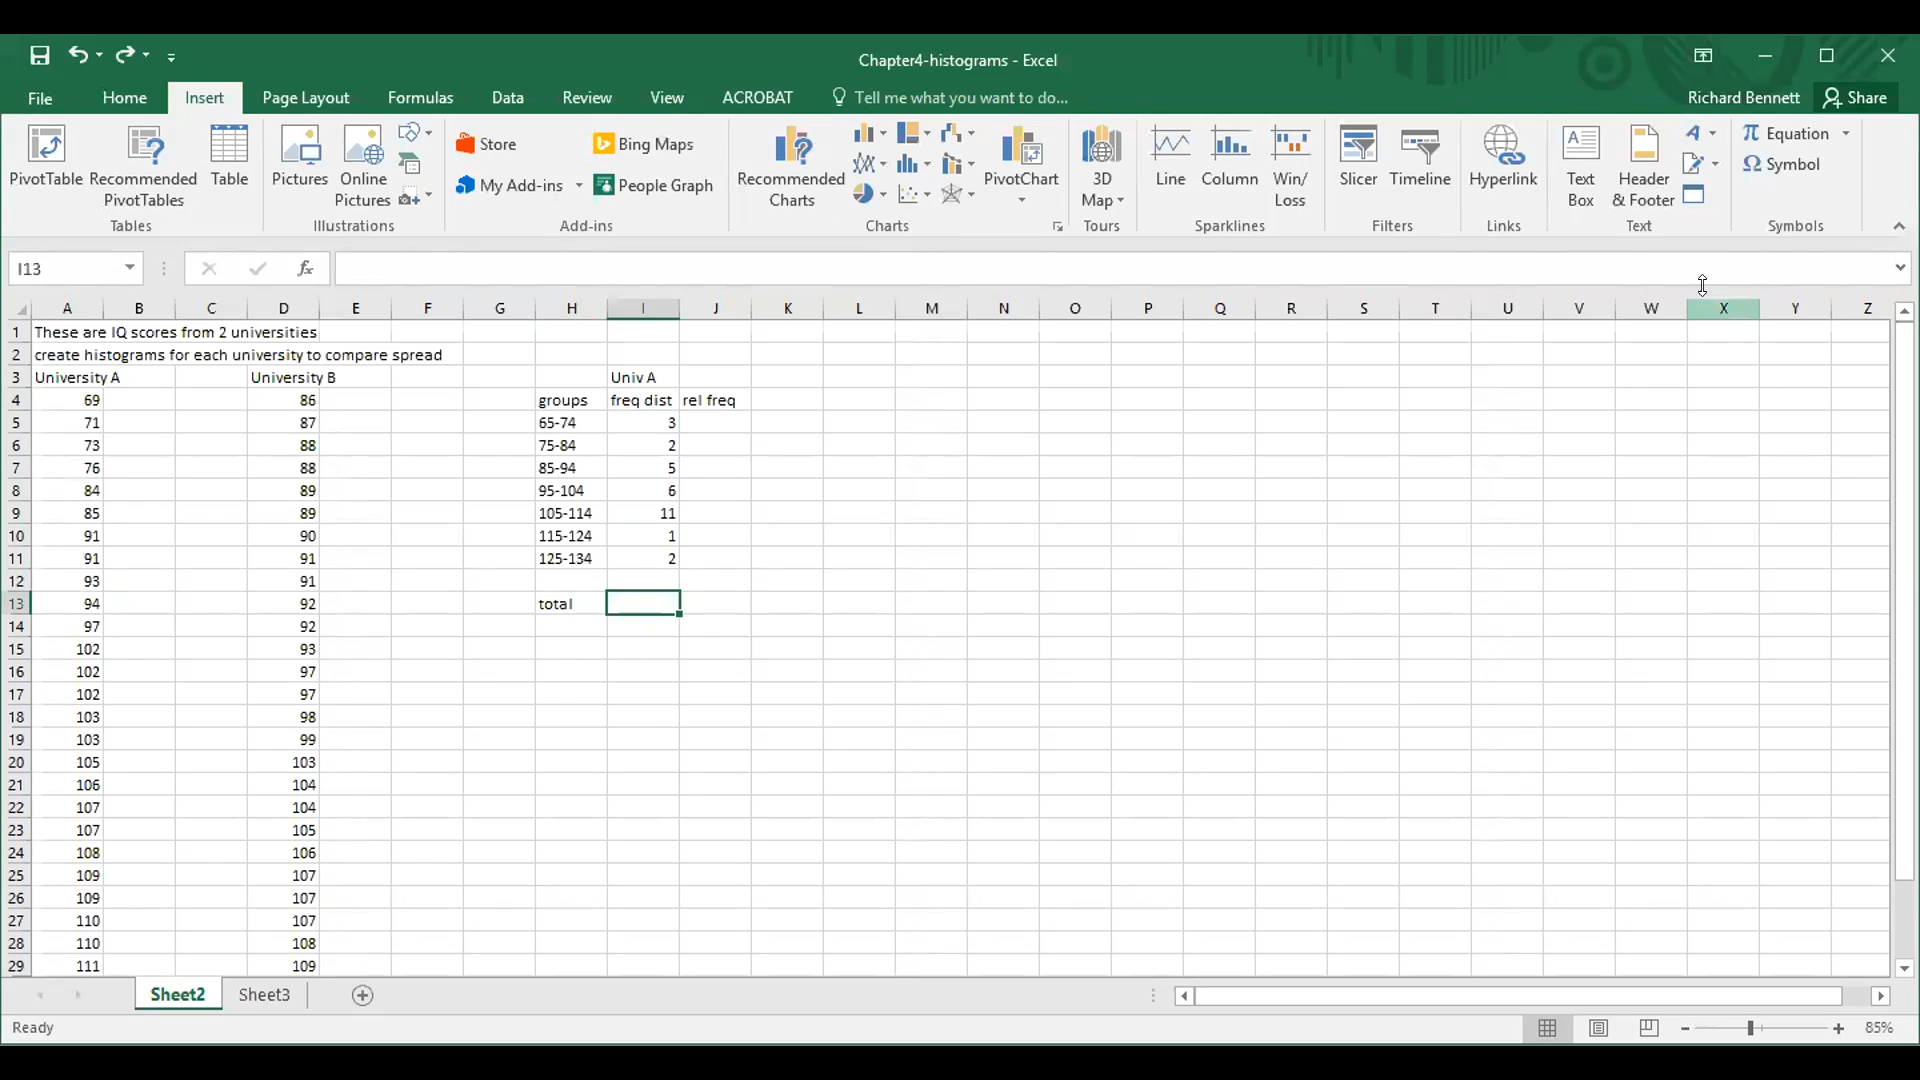 Chapter4-histograms - Excel
File Home Insert Page Layout Formulas Data Review View ACROBAT Tell me what you want to do... Richard Bennett Share
PivotTable
Recommended
PivotTables
Table
Tables
Pictures
Online
Pictures
Illustrations
Store
My Add-ins
Bing Maps
People Graph
Add-ins
Recommended
Charts
PivotChart
Charts
3D
Map
Tours
Line
Column
Win/
Loss
Sparklines
Slicer
Timeline
Filters
Hyperlink
Links
Text
Box
Header
& Footer
Text
π Equation
Ω Symbol
Symbols
I13 fx
A B C D E F G H I J K L M N O P Q R S T U V W X Y Z
1 These are IQ scores from 2 universities
2 create histograms for each university to compare spread
3 University A University B Univ A
4 69 86 groups freq dist rel freq
5 71 87 65-74 3
6 73 88 75-84 2
7 76 88 85-94 5
8 84 89 95-104 6
9 85 89 105-114 11
10 91 90 115-124 1
11 91 91 125-134 2
12 93 91
13 94 92 total
14 97 92
15 102 93
16 102 97
17 102 97
18 103 98
19 103 99
20 105 103
21 106 104
22 107 104
23 107 105
24 108 106
25 109 107
26 109 107
27 110 107
28 110 108
29 111 109
Sheet2 Sheet3
Ready 85%